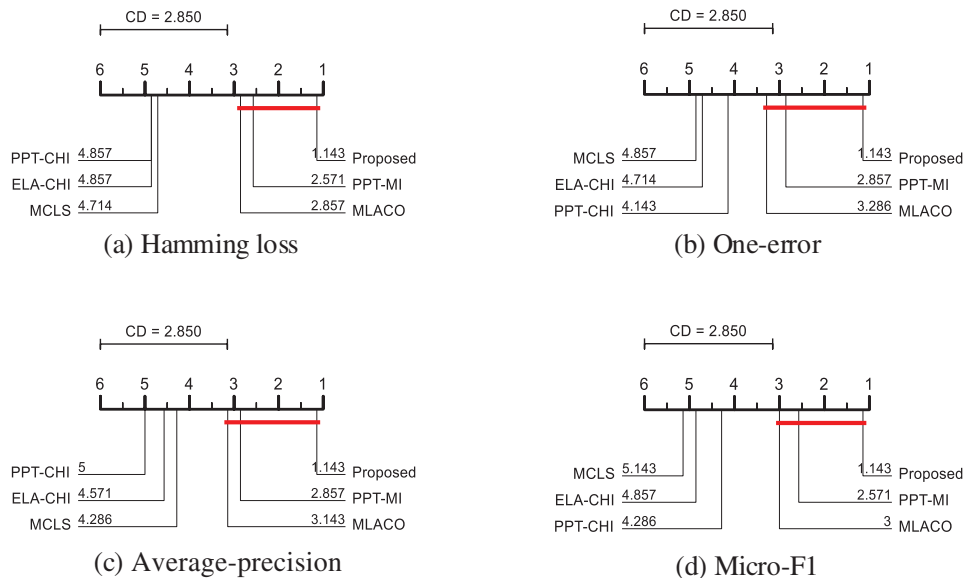 CD = 2.850
6 5 4 3 2 1
PPT-CHI 4.857
ELA-CHI 4.857
MCLS 4.714
1.143 Proposed
2.571 PPT-MI
2.857 MLACO
(a) Hamming loss
CD = 2.850
6 5 4 3 2 1
MCLS 4.857
ELA-CHI 4.714
PPT-CHI 4.143
1.143 Proposed
2.857 PPT-MI
3.286 MLACO
(b) One-error
CD = 2.850
6 5 4 3 2 1
PPT-CHI 5
ELA-CHI 4.571
MCLS 4.286
1.143 Proposed
2.857 PPT-MI
3.143 MLACO
(c) Average-precision
CD = 2.850
6 5 4 3 2 1
MCLS 5.143
ELA-CHI 4.857
PPT-CHI 4.286
1.143 Proposed
2.571 PPT-MI
3 MLACO
(d) Micro-F1